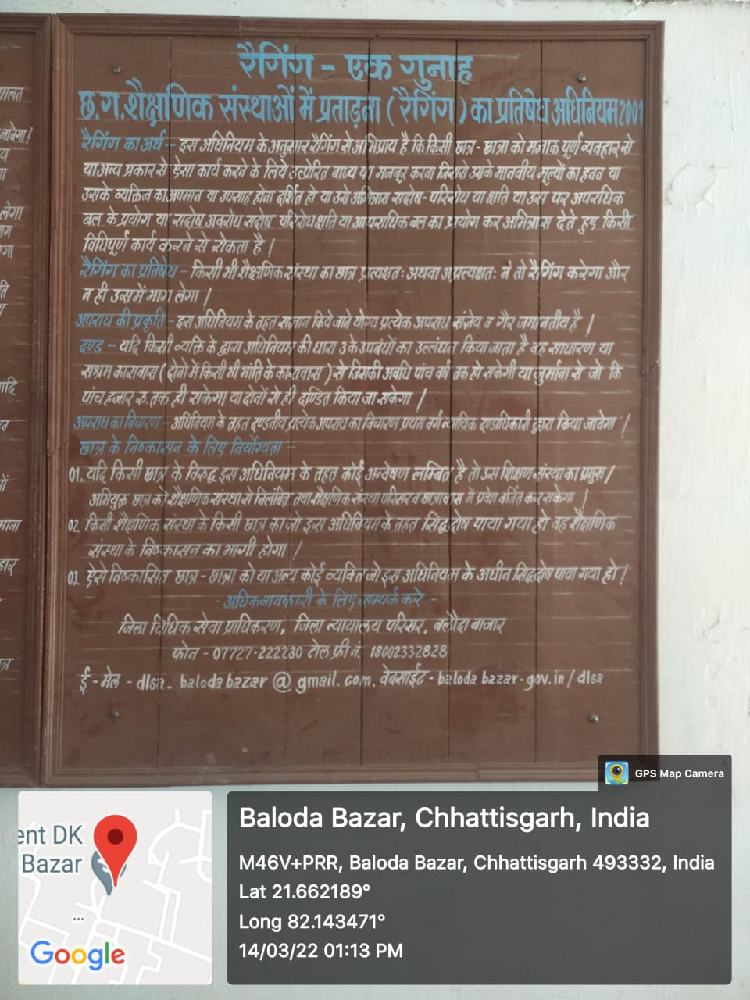 रैगिंग - एक गुनाह
छ.ग.शैक्षणिक संस्थाओं में प्रताड़ना ( रैगिंग ) का प्रतिषेध अधिनियम 2001
रैगिंग का अर्थ - इस अधिनियम के अनुसार रैगिंग से अभिप्राय है कि किसी छात्र - छात्रा को मजाक पूर्ण व्यवहार से
या अन्य प्रकार से ऐसा कार्य करने के लिये उत्प्रेरित बाध्य या मजबूर करना जिससे उसके मानवीय मूल्यों का हनन या
उसके व्यक्तित्व का अपमान या उपसाह होना दर्शित हो या उसे अभित्रास सदोष - परिरोध या क्षति या उस पर अपराधिक
बल के प्रयोग या सदोष अवरोध सदोष परिरोध क्षति या आपराधिक बल का प्रयोग कर अभित्रास देते हुए किसी
विधिपूर्ण कार्य करने से रोकता है |
रैगिंग का प्रतिषेध - किसी भी शैक्षणिक संस्था का छात्र प्रत्यक्षतः अथवा अप्रत्यक्षतः न तो रैगिंग करेगा और
न ही उसमें भाग लेगा |
अपराध की प्रकृति - इस अधिनियम के तहत किये जाने योग्य प्रत्येक अपराध संज्ञेय व गैर जमानतीय है |
दण्ड - यदि किसी व्यक्ति के द्वारा अधिनियम की धारा 3 के उपबंधों का उल्लंघन किया जाता है वह साधारण या
सश्रम कारावास ( दोनों में किसी भी भांति के कारावास ) से जिसकी अवधि पांच वर्ष तक हो सकेगी या जुर्माना से जो कि
पांच हजार रु. तक ही सकेगा या दोनों से ही दण्डित किया जा सकेगा |
अपराध का विचारण - अधिनियम के तहत दण्डनीय प्रत्येक अपराध का विचारण प्रथम वर्ग न्यायिक दण्डाधिकारी द्वारा किया जावेगा |
छात्र के निष्कासन के लिए निर्योग्यता -
01. यदि किसी छात्र के विरुद्ध इस अधिनियम के तहत कोई अन्वेषण लम्बित है तो उस शिक्षण संस्था का प्रमुख |
अभियुक्त छात्र को शैक्षणिक संस्था से निलंबित तथा शैक्षणिक संस्था परिसर व छात्रावास में प्रवेश वर्जित कर सकेगा |
02. किसी शैक्षणिक संस्था के किसी छात्र का जो इस अधिनियम के तहत सिद्धदोष पाया गया हो वह शैक्षणिक
संस्था के निष्कासन का भागी होगा |
03. ऐसे निष्कासित छात्र - छात्रा को या अन्य कोई व्यक्ति जो इस अधिनियम के अधीन सिद्धदोष पाया गया हो |
- अधिक जानकारी के लिए सम्पर्क करे -
जिला विधिक सेवा प्राधिकरण, जिला न्यायालय परिसर, बलौदा बाजार
फोन - 07727-222230 टोल फ्री नं. 18002332828
ई - मेल - dlsa. baloda bazar @ gmail. com. वेबसाईट - baloda bazar. gov. in / dlsa
GPS Map Camera
ent DK
Bazar
Google
Baloda Bazar, Chhattisgarh, India
M46V+PRR, Baloda Bazar, Chhattisgarh 493332, India
Lat 21.662189°
Long 82.143471°
14/03/22 01:13 PM